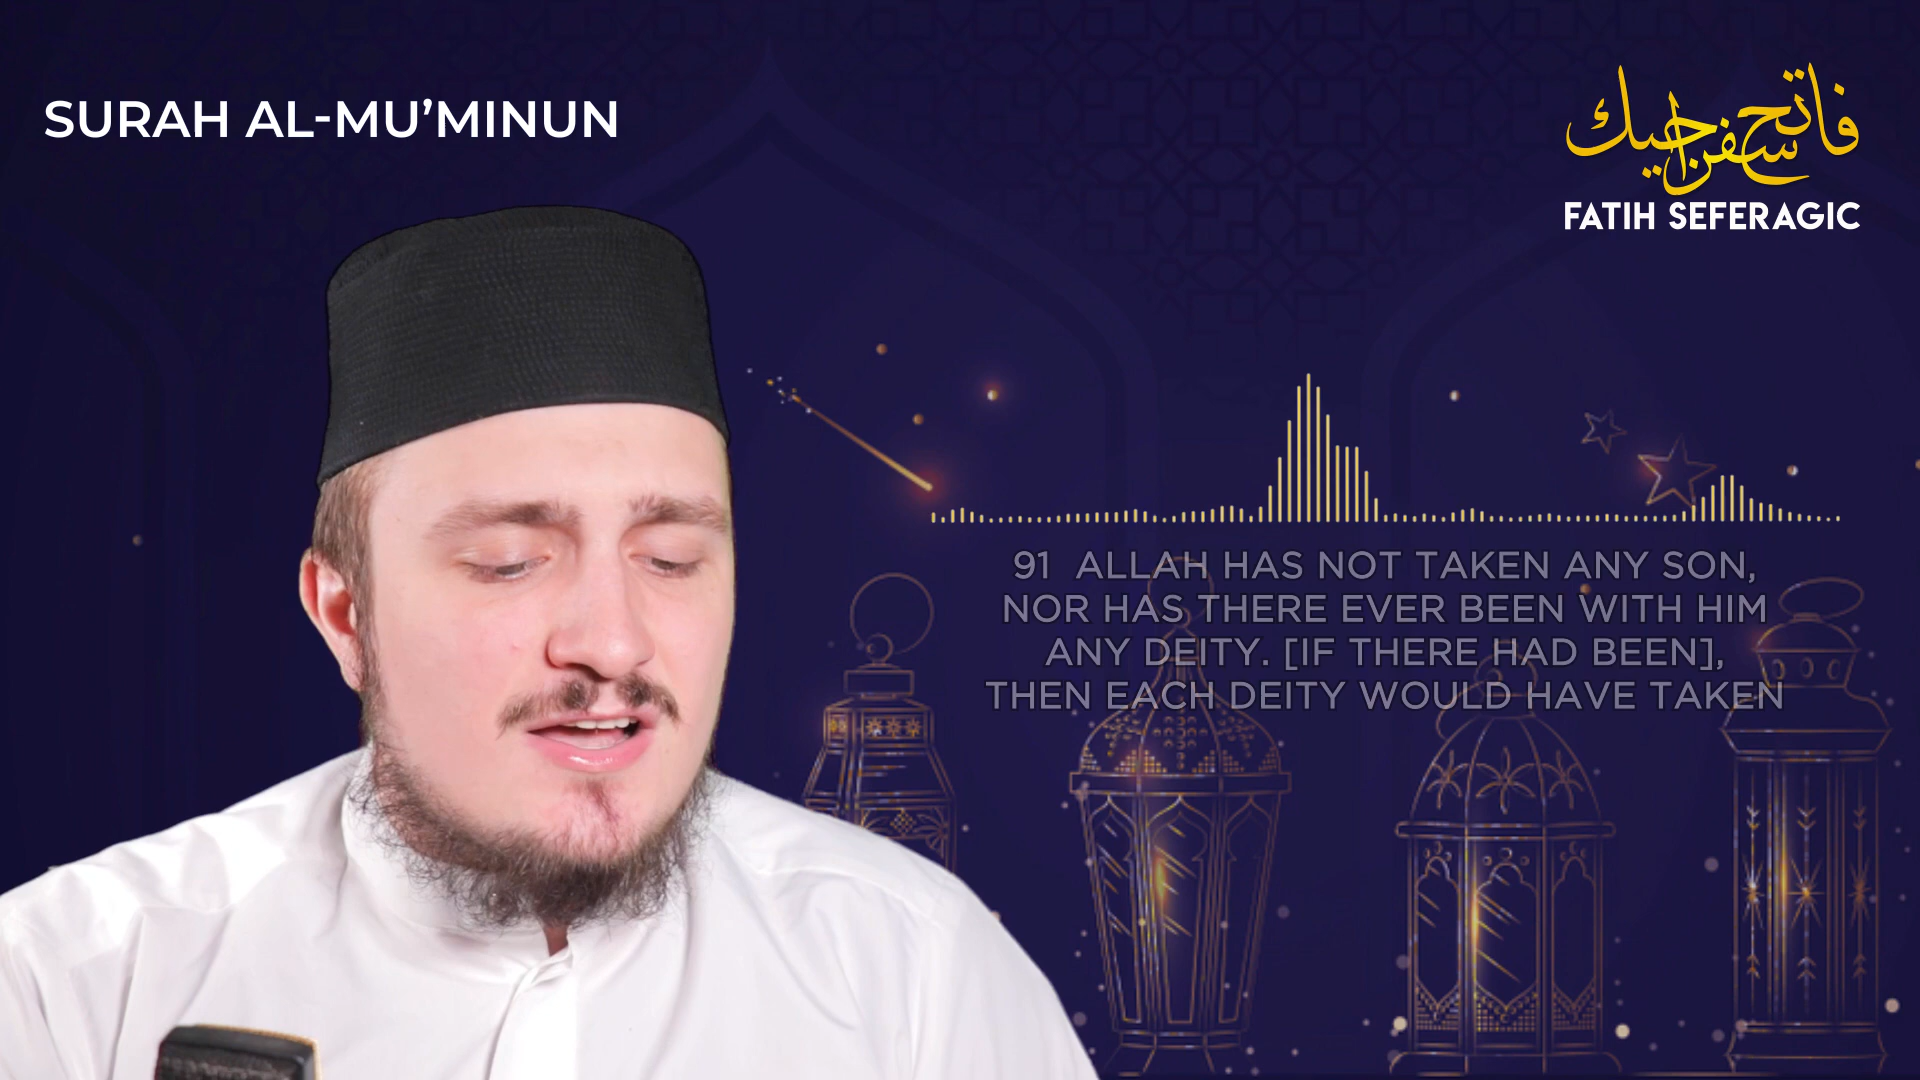 SURAH AL-MU’MINUN
فاتح سفراجيك
FATIH SEFERAGIC
91 ALLAH HAS NOT TAKEN ANY SON,
NOR HAS THERE EVER BEEN WITH HIM
ANY DEITY. [IF THERE HAD BEEN],
THEN EACH DEITY WOULD HAVE TAKEN